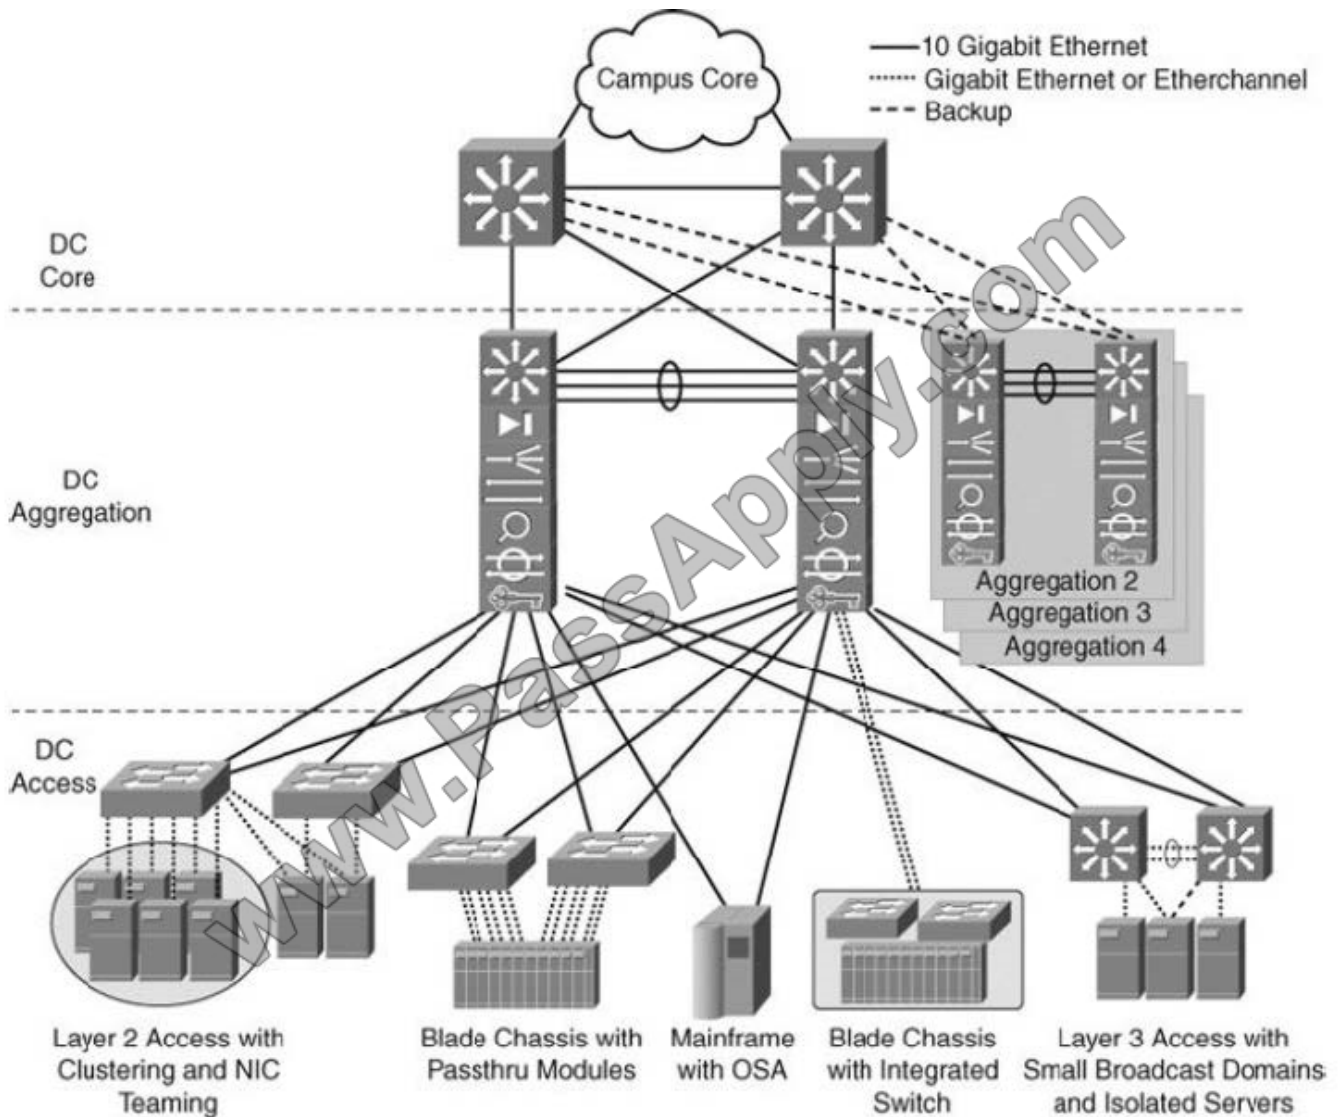 Campus Core
10 Gigabit Ethernet
Gigabit Ethernet or Etherchannel
Backup
DC
Core
DC
Aggregation
Aggregation 2
Aggregation 3
Aggregation 4
DC
Access
Layer 2 Access with
Clustering and NIC
Teaming
Blade Chassis with
Passthru Modules
Mainframe
with OSA
Blade Chassis
with Integrated
Switch
Layer 3 Access with
Small Broadcast Domains
and Isolated Servers
www.PassApply.com